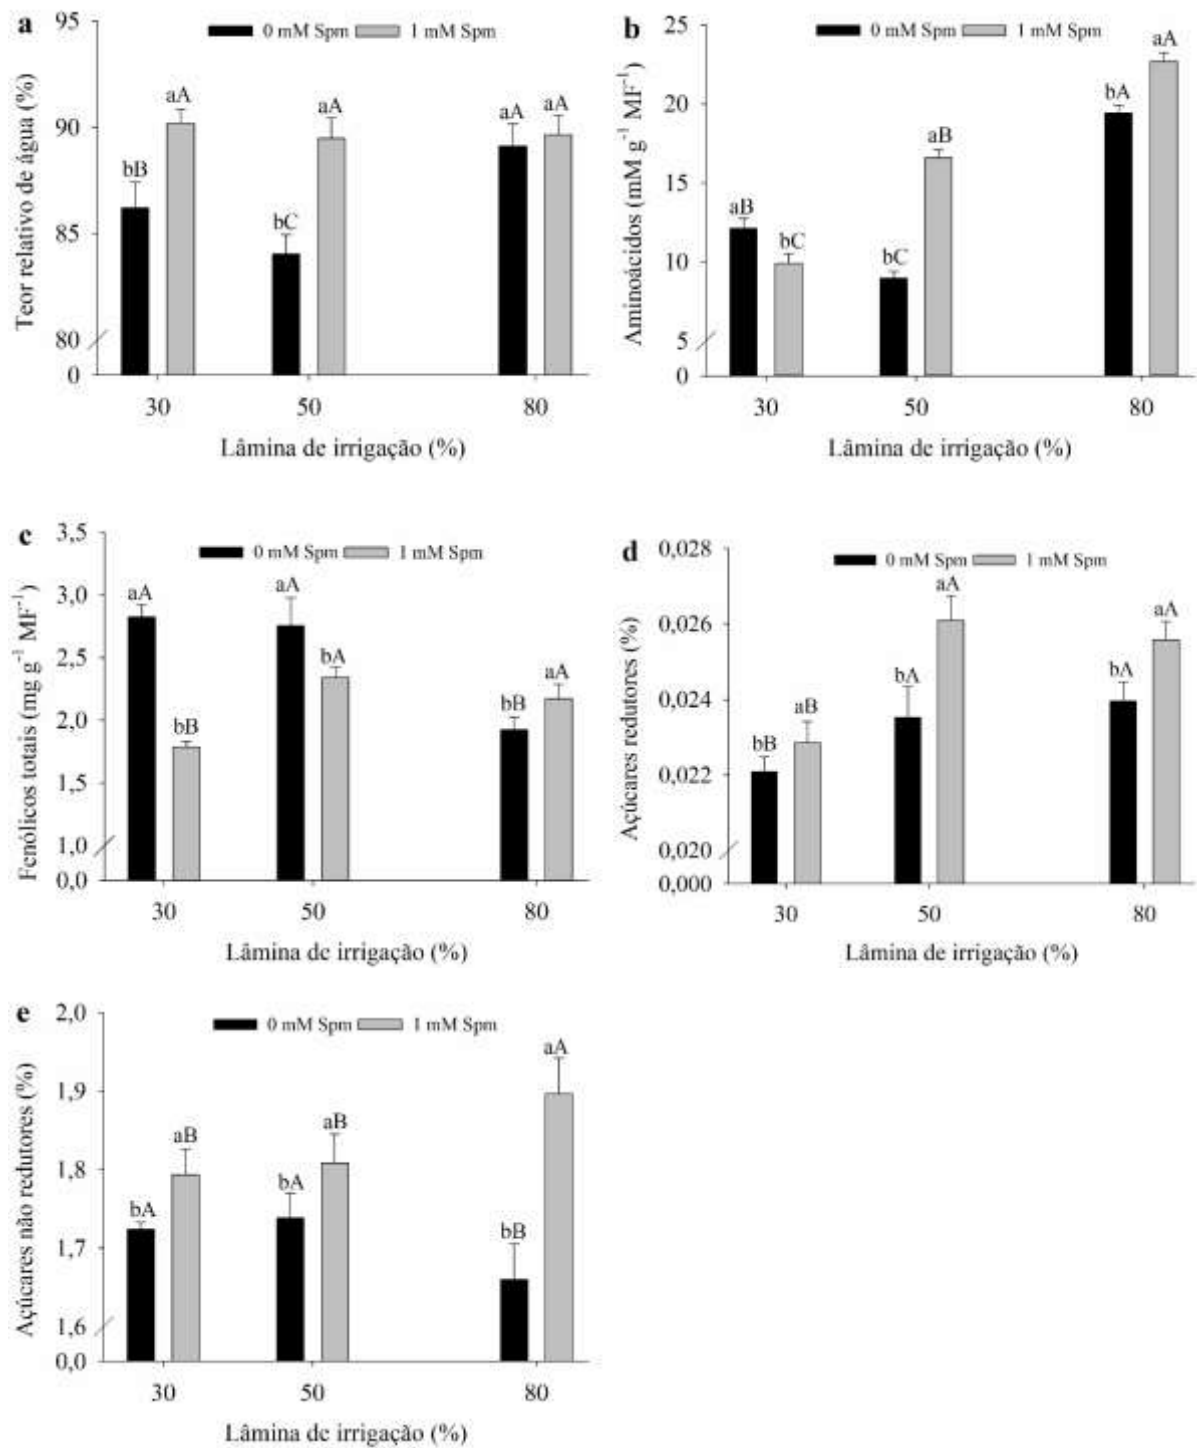 a
95
0 mM Spm 1 mM Spm
90
85
80
0
Teor relativo de água (%)
bB aA bC aA aA aA
30 50 80
Lâmina de irrigação (%)
b
25
0 mM Spm 1 mM Spm
20
15
10
5
0
Aminoácidos (mM g⁻¹ MF⁻¹)
aB bC bC aB bA aA
30 50 80
Lâmina de irrigação (%)
c
3,5
0 mM Spm 1 mM Spm
3,0
2,5
2,0
1,5
1,0
0,0
Fenólicos totais (mg g⁻¹ MF⁻¹)
aA bB aA bA bB aA
30 50 80
Lâmina de irrigação (%)
d
0,028
0 mM Spm 1 mM Spm
0,026
0,024
0,022
0,020
0,000
Açúcares redutores (%)
bB aB bA aA bA aA
30 50 80
Lâmina de irrigação (%)
e
2,0
0 mM Spm 1 mM Spm
1,9
1,8
1,7
1,6
0,0
Açúcares não redutores (%)
bA aB bA aB bB aA
30 50 80
Lâmina de irrigação (%)